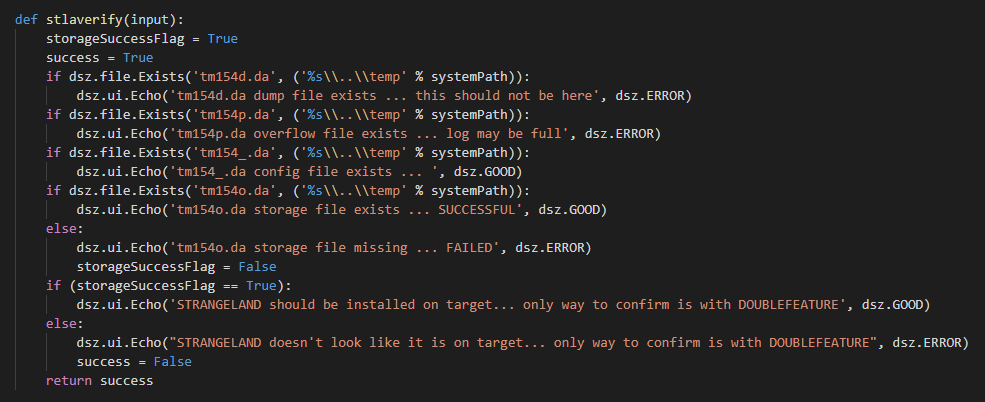 def stlaverify(input):
    storageSuccessFlag = True
    success = True
    if dsz.file.Exists('tm154d.da', ('%s\\..\\temp' % systemPath)):
        dsz.ui.Echo('tm154d.da dump file exists ... this should not be here', dsz.ERROR)
    if dsz.file.Exists('tm154p.da', ('%s\\..\\temp' % systemPath)):
        dsz.ui.Echo('tm154p.da overflow file exists ... log may be full', dsz.ERROR)
    if dsz.file.Exists('tm154_.da', ('%s\\..\\temp' % systemPath)):
        dsz.ui.Echo('tm154_.da config file exists ... ', dsz.GOOD)
    if dsz.file.Exists('tm154o.da', ('%s\\..\\temp' % systemPath)):
        dsz.ui.Echo('tm154o.da storage file exists ... SUCCESSFUL', dsz.GOOD)
    else:
        dsz.ui.Echo('tm154o.da storage file missing ... FAILED', dsz.ERROR)
        storageSuccessFlag = False
    if (storageSuccessFlag == True):
        dsz.ui.Echo('STRANGELAND should be installed on target... only way to confirm is with DOUBLEFEATURE', dsz.GOOD)
    else:
        dsz.ui.Echo("STRANGELAND doesn't look like it is on target... only way to confirm is with DOUBLEFEATURE", dsz.ERROR)
        success = False
    return success